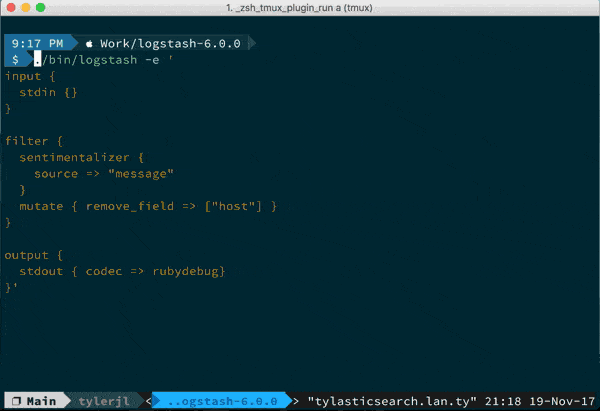 1. _zsh_tmux_plugin_run a (tmux)
9:17 PM Work/logstash-6.0.0
$ ./bin/logstash -e '
input {
  stdin {}
}
filter {
  sentimentalizer {
    source => "message"
  }
  mutate { remove_field => ["host"] }
}
output {
  stdout { codec => rubydebug}
}'
Main tylerjl < ..ogstash-6.0.0 > "tylasticsearch.lan.ty" 21:18 19-Nov-17